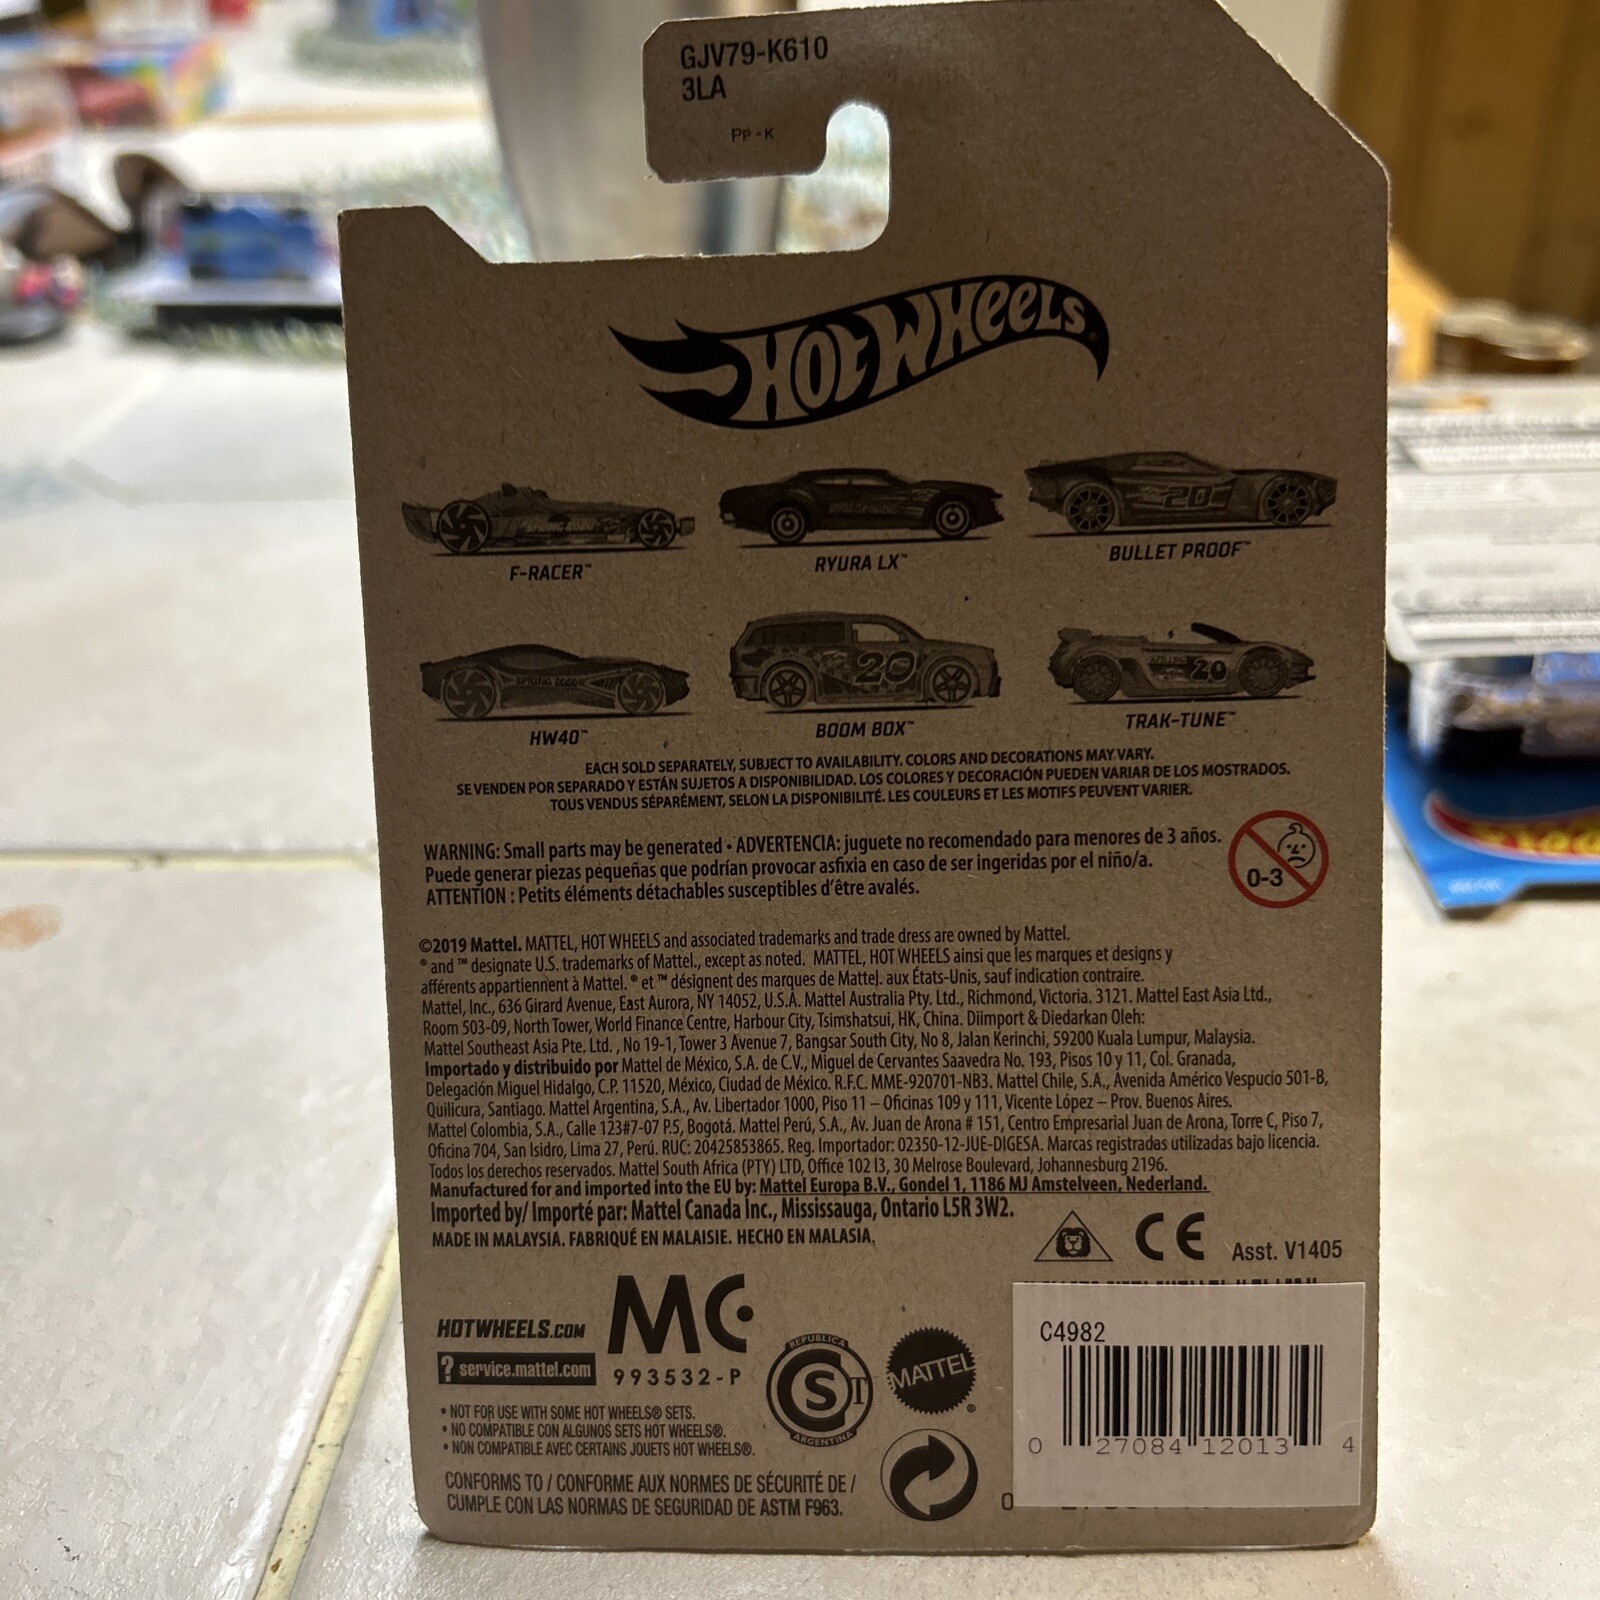 GJV79-K610
3LA
PP-K
HOT WHEELS
SPRING 2020
20
F-RACER™
RYURA LX™
BULLET PROOF™
SPRING 2020
20
SPRING 20
HW40™
BOOM BOX™
TRAK-TUNE™
EACH SOLD SEPARATELY, SUBJECT TO AVAILABILITY. COLORS AND DECORATIONS MAY VARY.
SE VENDEN POR SEPARADO Y ESTÁN SUJETOS A DISPONIBILIDAD. LOS COLORES Y DECORACIÓN PUEDEN VARIAR DE LOS MOSTRADOS.
TOUS VENDUS SÉPARÉMENT, SELON LA DISPONIBILITÉ. LES COULEURS ET LES MOTIFS PEUVENT VARIER.
WARNING: Small parts may be generated • ADVERTENCIA: juguete no recomendado para menores de 3 años.
Puede generar piezas pequeñas que podrían provocar asfixia en caso de ser ingeridas por el niño/a.
ATTENTION : Petits éléments détachables susceptibles d'être avalés.
0-3
©2019 Mattel. MATTEL, HOT WHEELS and associated trademarks and trade dress are owned by Mattel.
® and ™ designate U.S. trademarks of Mattel., except as noted. MATTEL, HOT WHEELS ainsi que les marques et designs y
afférents appartiennent à Mattel. ® et ™ désignent des marques de Mattel. aux États-Unis, sauf indication contraire.
Mattel, Inc., 636 Girard Avenue, East Aurora, NY 14052, U.S.A. Mattel Australia Pty. Ltd., Richmond, Victoria. 3121. Mattel East Asia Ltd.,
Room 503-09, North Tower, World Finance Centre, Harbour City, Tsimshatsui, HK, China. Diimport & Diedarkan Oleh:
Mattel Southeast Asia Pte. Ltd. , No 19-1, Tower 3 Avenue 7, Bangsar South City, No 8, Jalan Kerinchi, 59200 Kuala Lumpur, Malaysia.
Importado y distribuido por Mattel de México, S.A. de C.V., Miguel de Cervantes Saavedra No. 193, Pisos 10 y 11, Col. Granada,
Delegación Miguel Hidalgo, C.P. 11520, México, Ciudad de México. R.F.C. MME-920701-NB3. Mattel Chile, S.A., Avenida Américo Vespucio 501-B,
Quilicura, Santiago. Mattel Argentina, S.A., Av. Libertador 1000, Piso 11 – Oficinas 109 y 111, Vicente López – Prov. Buenos Aires.
Mattel Colombia, S.A., Calle 123#7-07 P.5, Bogotá. Mattel Perú, S.A., Av. Juan de Arona # 151, Centro Empresarial Juan de Arona, Torre C, Piso 7,
Oficina 704, San Isidro, Lima 27, Perú. RUC: 20425853865. Reg. Importador: 02350-12-JUE-DIGESA. Marcas registradas utilizadas bajo licencia.
Todos los derechos reservados. Mattel South Africa (PTY) LTD, Office 102 I3, 30 Melrose Boulevard, Johannesburg 2196.
Manufactured for and imported into the EU by: Mattel Europa B.V., Gondel 1, 1186 MJ Amstelveen, Nederland.
Imported by/ Importé par: Mattel Canada Inc., Mississauga, Ontario L5R 3W2.
MADE IN MALAYSIA. FABRIQUÉ EN MALAISIE. HECHO EN MALASIA.
CE
Asst. V1405
HOTWHEELS.COM
? service.mattel.com
MC
993532-P
REPUBLICA
S T
ARGENTINA
MATTEL®
• NOT FOR USE WITH SOME HOT WHEELS® SETS.
• NO COMPATIBLE CON ALGUNOS SETS HOT WHEELS®.
• NON COMPATIBLE AVEC CERTAINS JOUETS HOT WHEELS®.
CONFORMS TO / CONFORME AUX NORMES DE SÉCURITÉ DE /
CUMPLE CON LAS NORMAS DE SEGURIDAD DE ASTM F963.
C4982
0 27084 12013 4
0